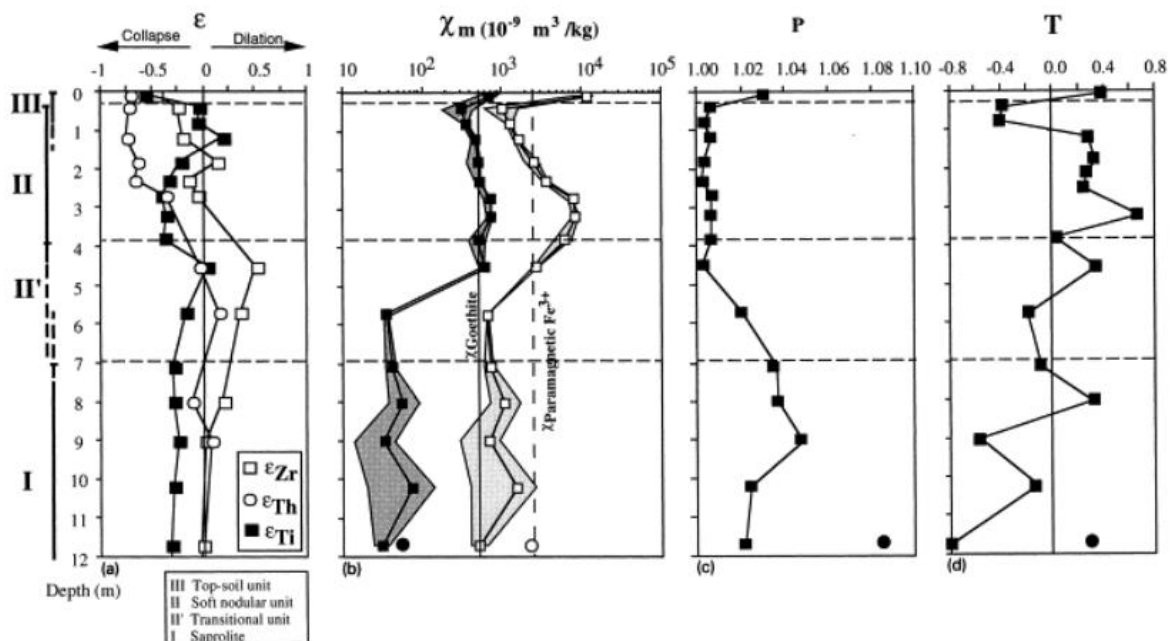 ε
Collapse Dilation
-1 -0.5 0 0.5 1
χm (10-9 m3/kg)
10 10² 10³ 10⁴ 10⁵
P
1.00 1.02 1.04 1.06 1.08 1.10
T
-0.8 -0.4 0.0 0.4 0.8
III
II
II'
I
0
1
2
3
4
5
6
7
8
9
10
11
12
Depth (m)
εZr
εTh
εTi
(a)
χGoethite
χParamagnetic Fe3+
(b)
(c)
(d)
III Top-soil unit
II Soft nodular unit
II' Transitional unit
I Saprolite